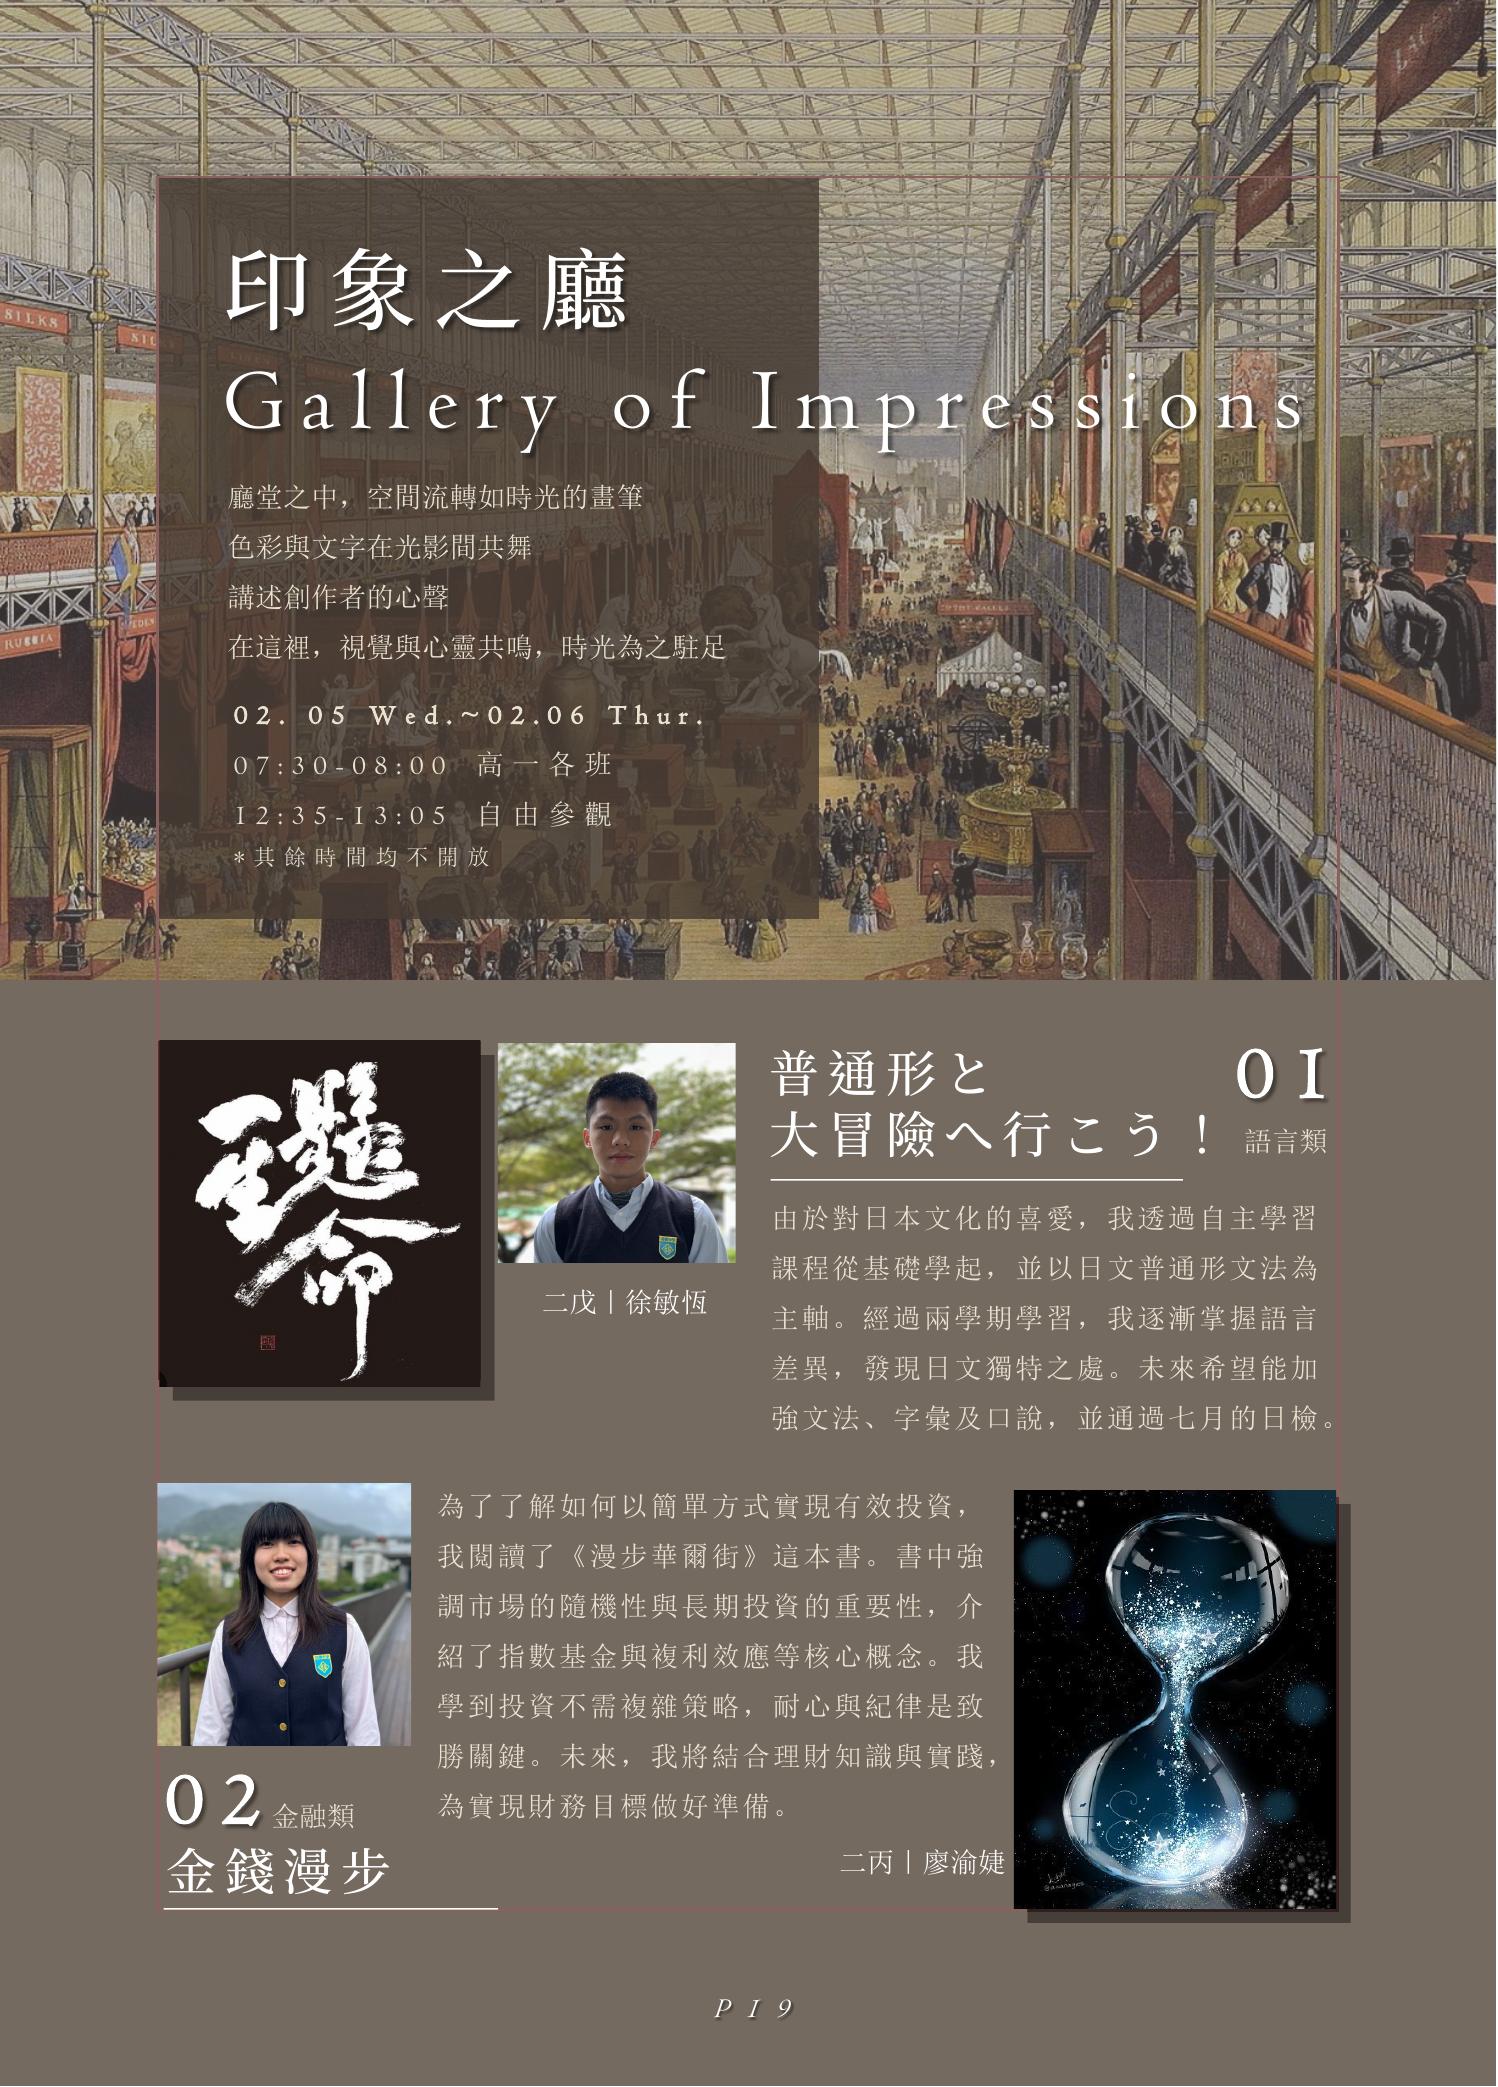 印象之廳
Gallery of Impressions
廳堂之中，空間流轉如時光的畫筆
色彩與文字在光影間共舞
講述創作者的心聲
在這裡，視覺與心靈共鳴，時光為之駐足
02. 05 Wed.~02.06 Thur.
07:30-08:00 高一各班
12:35-13:05 自由參觀
*其餘時間均不開放
SILKS
RUSSIA
普通形と
大冒險へ行こう！
01
語言類
由於對日本文化的喜愛，我透過自主學習
課程從基礎學起，並以日文普通形文法為
主軸。經過兩學期學習，我逐漸掌握語言
差異，發現日文獨特之處。未來希望能加
強文法、字彙及口說，並通過七月的日檢。
二戊丨徐敏恆
為了了解如何以簡單方式實現有效投資，
我閱讀了《漫步華爾街》這本書。書中強
調市場的隨機性與長期投資的重要性，介
紹了指數基金與複利效應等核心概念。我
學到投資不需複雜策略，耐心與紀律是致
勝關鍵。未來，我將結合理財知識與實踐，
為實現財務目標做好準備。
二丙丨廖渝婕
02 金融類
金錢漫步
P19